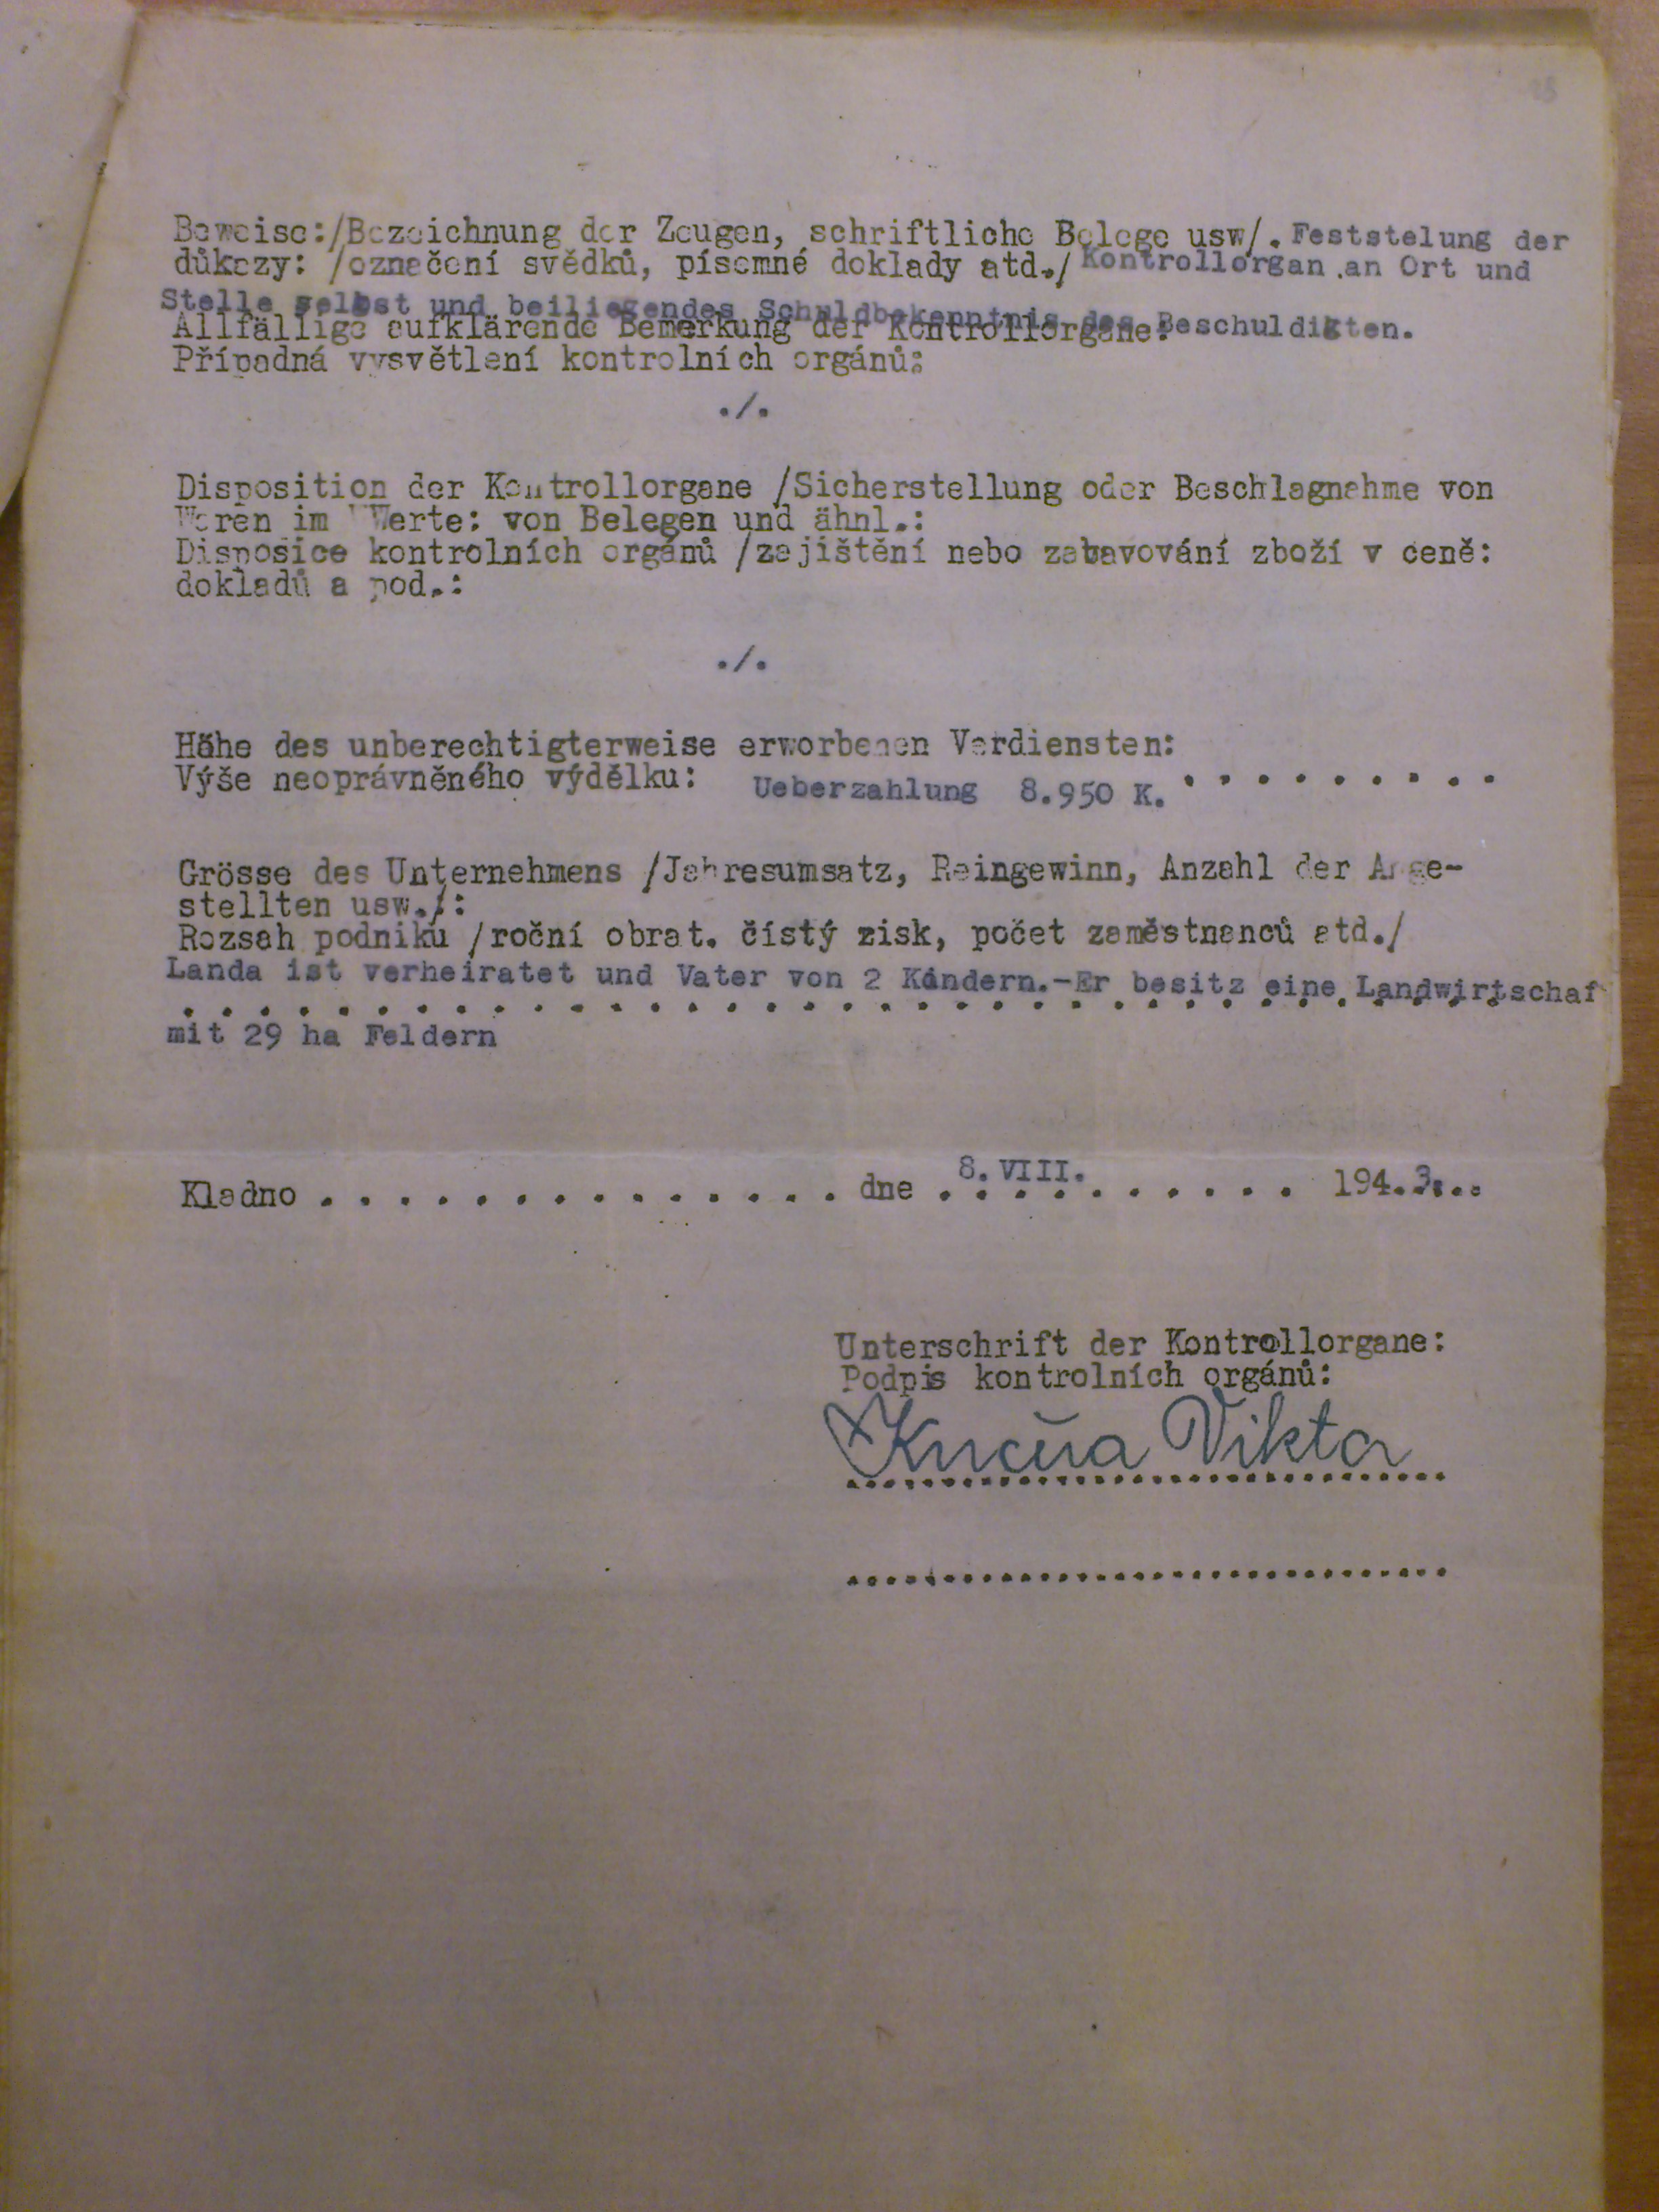 Beweise:/Bezeichnung der Zeugen, schriftliche Belege usw/. Feststelung der
důkazy: /označení svědků, písemné doklady atd./ Kontrollorgan an Ort und
Stelle selbst und beiliegendes Schuldbekenntnis des Beschuldigten.
Allfällige aufklärende Bemerkung der Kontrollorgane:
Případná vysvětlení kontrolních orgánů:
./.
Disposition der Kontrollorgane /Sicherstellung oder Beschlagnahme von
Waren im Werte: von Belegen und ähnl.:
Disposice kontrolních orgánů /zajištění nebo zabavování zboží v ceně:
dokladů a pod.:
./.
Höhe des unberechtigterweise erworbenen Verdiensten:
Výše neoprávněného výdělku: Ueberzahlung 8.950 K. . . . . . . . . .
Grösse des Unternehmens /Jahresumsatz, Reingewinn, Anzahl der Ange-
stellten usw./:
Rozsah podniku /roční obrat. čístý zisk, počet zaměstnanců atd./
Landa ist verheiratet und Vater von 2 Kindern.-Er besitz eine Landwirtschaf
mit 29 ha Feldern
Kladno . . . . . . . . . . . . . . dne 8. VIII. . . . . . . 194.3...
Unterschrift der Kontrollorgane:
Podpis kontrolních orgánů:
Viktor